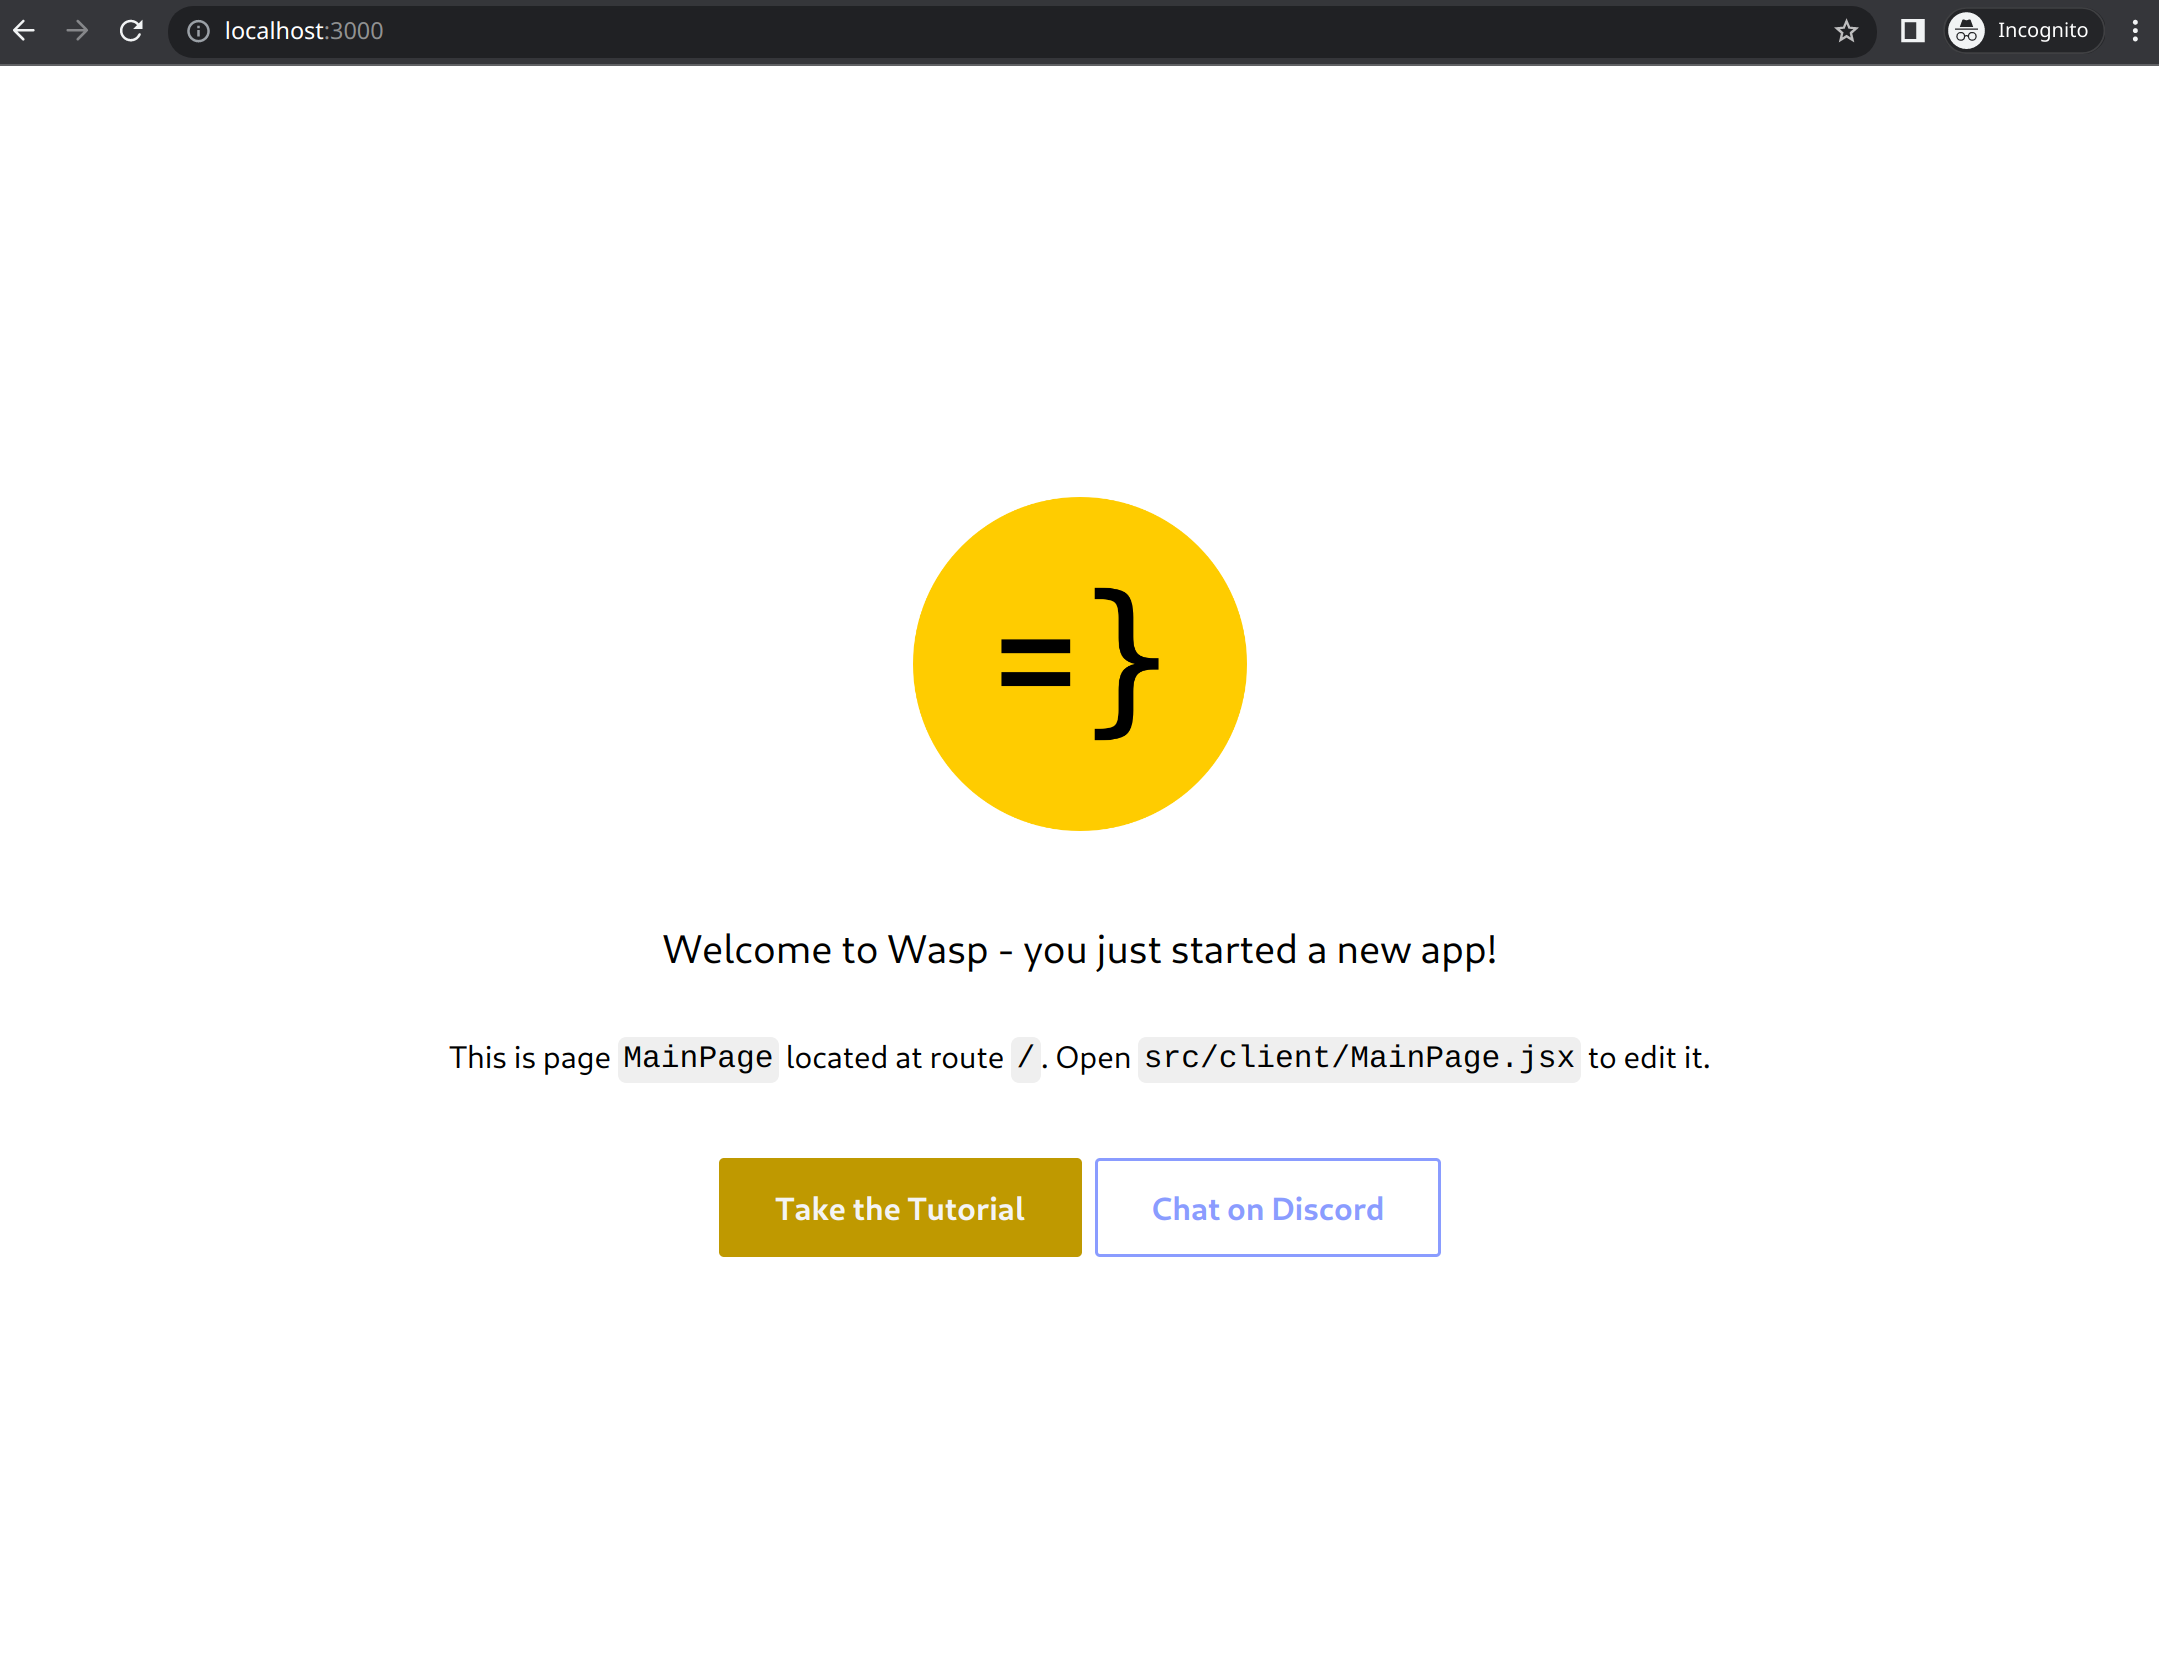 localhost:3000
Incognito
=}
Welcome to Wasp - you just started a new app!
This is page MainPage located at route /. Open src/client/MainPage.jsx to edit it.
Take the Tutorial
Chat on Discord